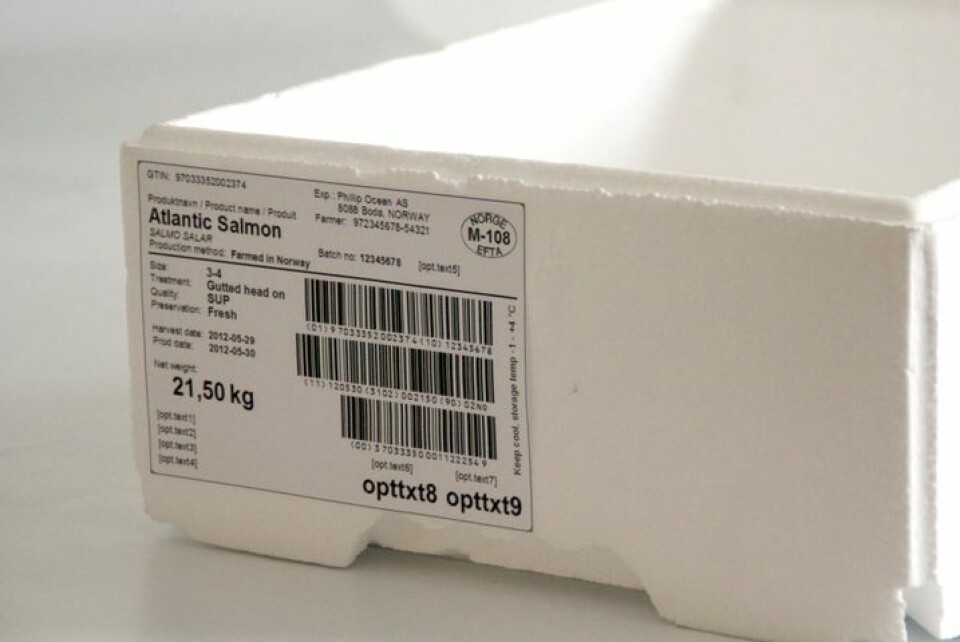 GTIN: 97033352002374
Produktnavn / Product name / Produit
Atlantic Salmon
SALMO SALAR
Production method: Farmed in Norway
Exp.: Phillip Ocean AS
8088 Bodø, NORWAY
Farmer: 972345678-54321
Batch no: 12345678
[opt.text5]
NORGE
M-108
EFTA
Size: 3-4
Treatment: Gutted head on
Quality: SUP
Preservation: Fresh
Harvest date: 2012-05-29
Prod date: 2012-05-30
Net weight:
21,50 kg
[opt.text1]
[opt.text2]
[opt.text3]
[opt.text4]
(01)97033352002374(10)12345678
(11)120530(3102)002150(90)02NO
(00)370333500011222549
Keep cool, storage temp -1 - +4 °C
[opt.text6]
[opt.text7]
opttxt8 opttxt9